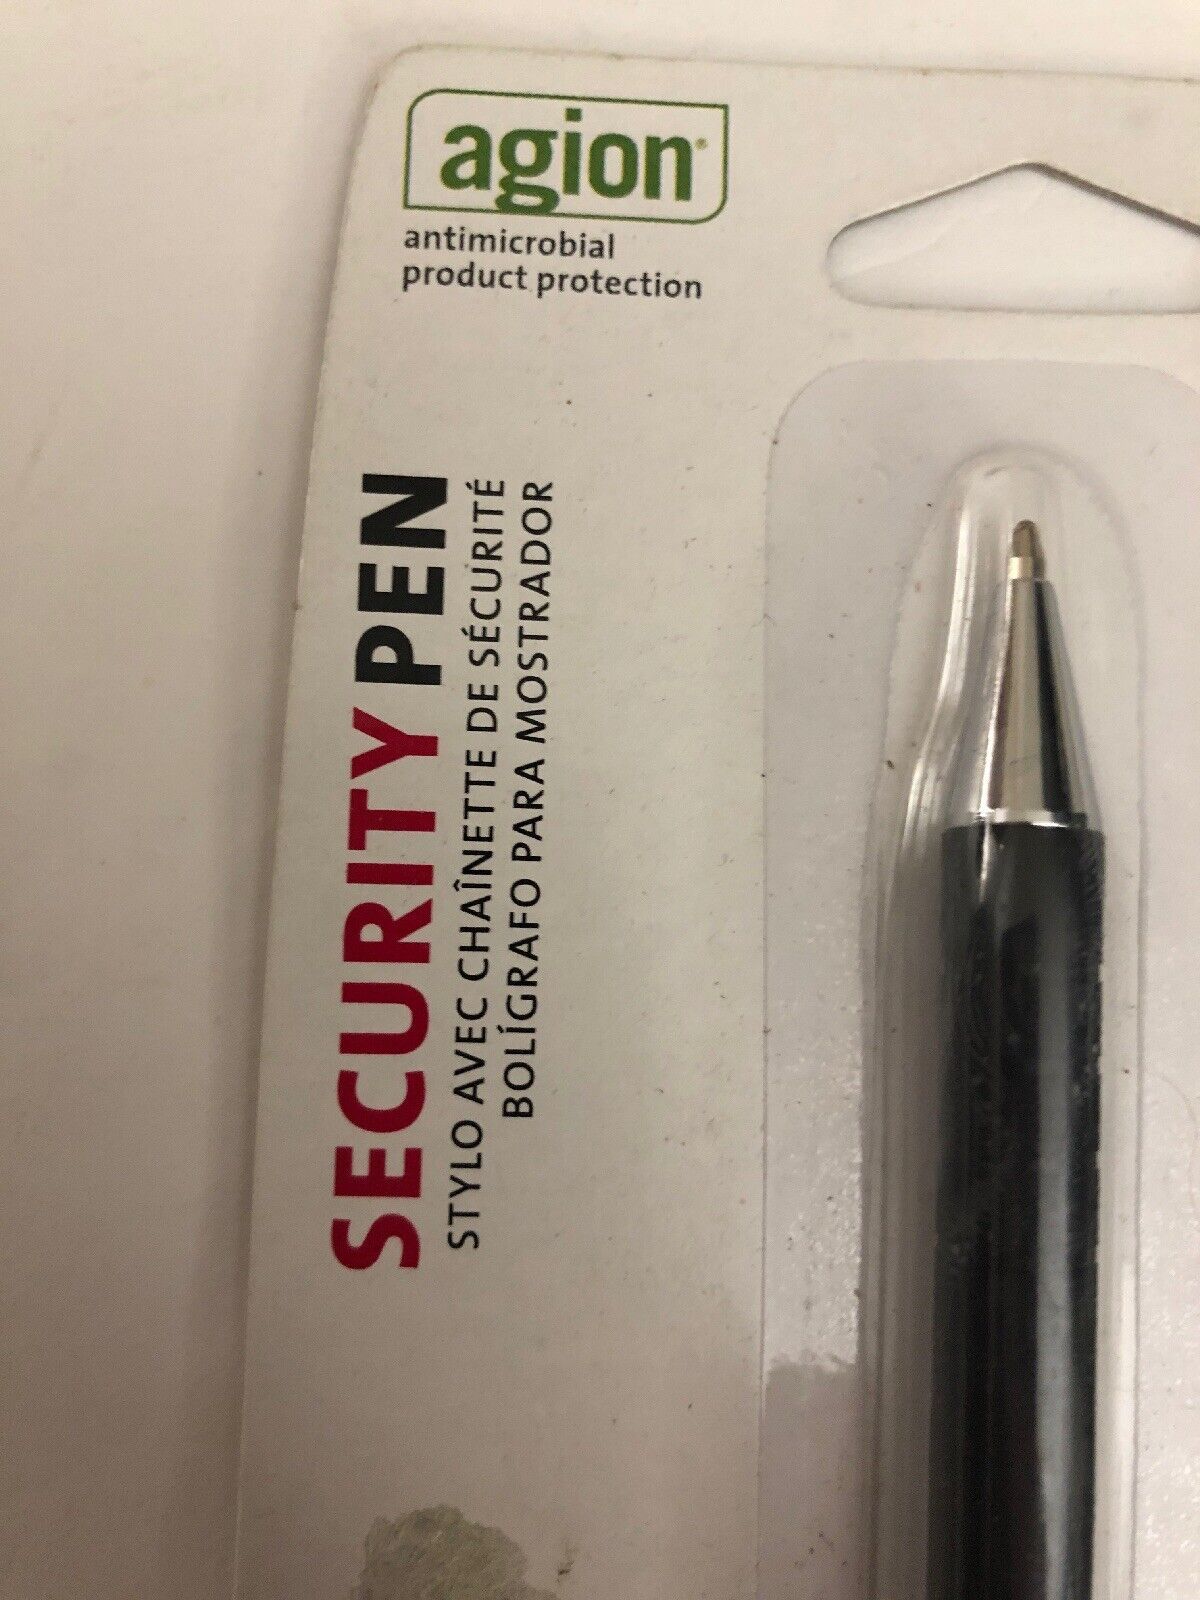 agion®
antimicrobial
product protection
SECURITY PEN
STYLO AVEC CHAÎNETTE DE SÉCURITÉ
BOLÍGRAFO PARA MOSTRADOR